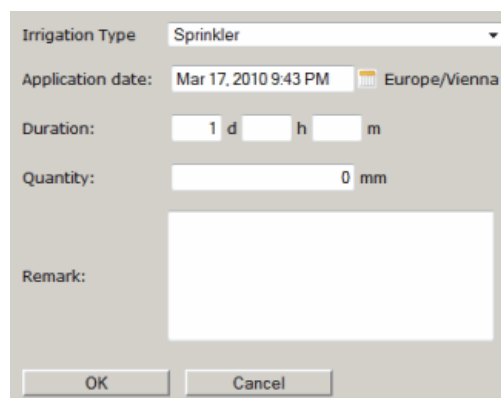 Irrigation Type Sprinkler
Application date: Mar 17, 2010 9:43 PM Europe/Vienna
Duration: 1 d h m
Quantity: 0 mm
Remark:
OK Cancel